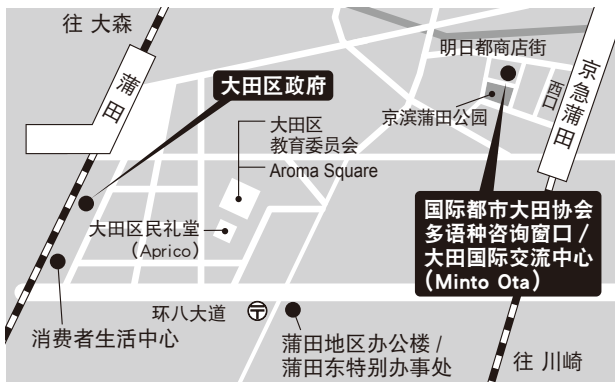 往 大森
蒲田
大田区政府
大田区
教育委员会
Aroma Square
大田区民礼堂
(Aprico)
消费者生活中心
环八大道
蒲田地区办公楼 /
蒲田东特别办事处
明日都商店街
西口
京急蒲田
京滨蒲田公园
国际都市大田协会
多语种咨询窗口 /
大田国际交流中心
(Minto Ota)
往 川崎